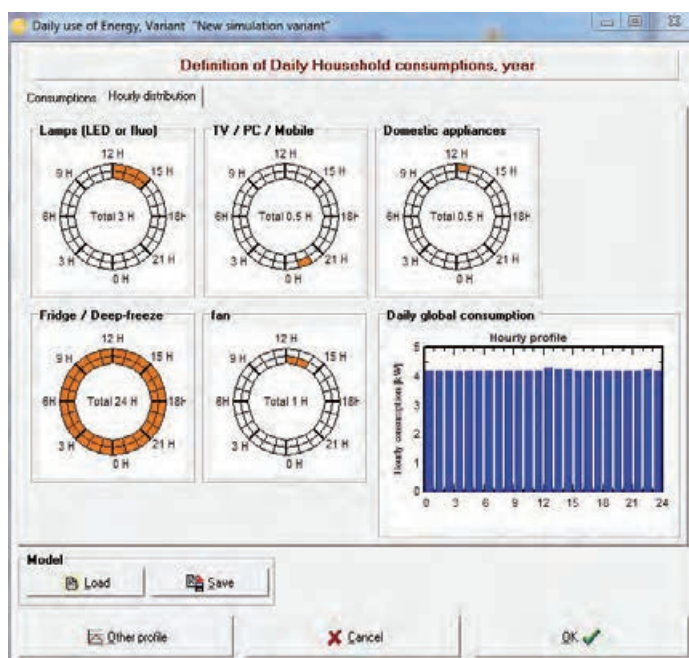 Daily use of Energy, Variant "New simulation variant"
Definition of Daily Household consumptions, year
Consumptions Hourly distribution
Lamps (LED or fluo)
12 H
9 H 15 H
6H Total 3 H 18H
3 H 21 H
0 H
TV / PC / Mobile
12 H
9 H 15 H
6H Total 0.5 H 18H
3 H 21 H
0 H
Domestic appliances
12 H
9 H 15 H
6H Total 0.5 H 18H
3 H 21 H
0 H
Fridge / Deep-freeze
12 H
9 H 15 H
6H Total 24 H 18H
3 H 21 H
0 H
fan
12 H
9 H 15 H
6H Total 1 H 18H
3 H 21 H
0 H
Daily global consumption
Hourly profile
Hourly consumption [kW]
5
4
3
2
1
0
0 3 6 9 12 15 18 21 24
Model
Load Save
Other profile Cancel OK